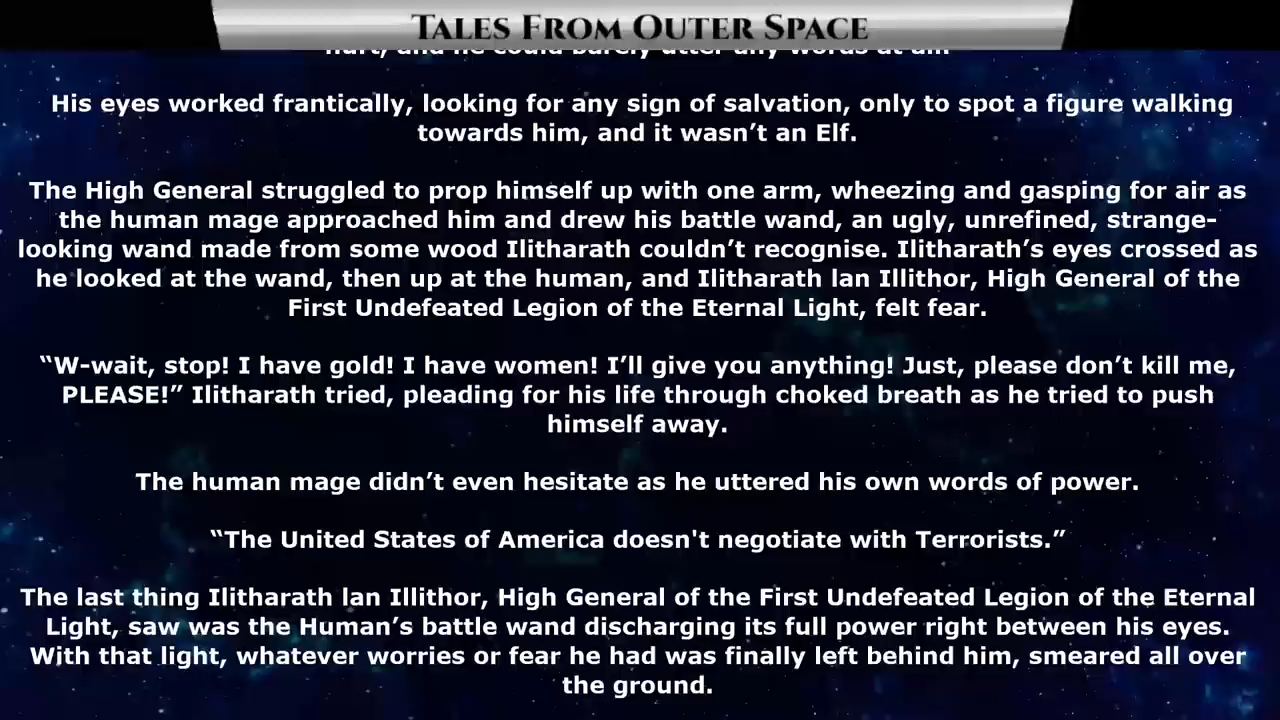 Tales From Outer Space
hurt, and he could barely utter any words at all.
His eyes worked frantically, looking for any sign of salvation, only to spot a figure walking
towards him, and it wasn’t an Elf.
The High General struggled to prop himself up with one arm, wheezing and gasping for air as
the human mage approached him and drew his battle wand, an ugly, unrefined, strange-
looking wand made from some wood Ilitharath couldn’t recognise. Ilitharath’s eyes crossed as
he looked at the wand, then up at the human, and Ilitharath lan Illithor, High General of the
First Undefeated Legion of the Eternal Light, felt fear.
“W-wait, stop! I have gold! I have women! I’ll give you anything! Just, please don’t kill me,
PLEASE!” Ilitharath tried, pleading for his life through choked breath as he tried to push
himself away.
The human mage didn’t even hesitate as he uttered his own words of power.
“The United States of America doesn't negotiate with Terrorists.”
The last thing Ilitharath lan Illithor, High General of the First Undefeated Legion of the Eternal
Light, saw was the Human’s battle wand discharging its full power right between his eyes.
With that light, whatever worries or fear he had was finally left behind him, smeared all over
the ground.